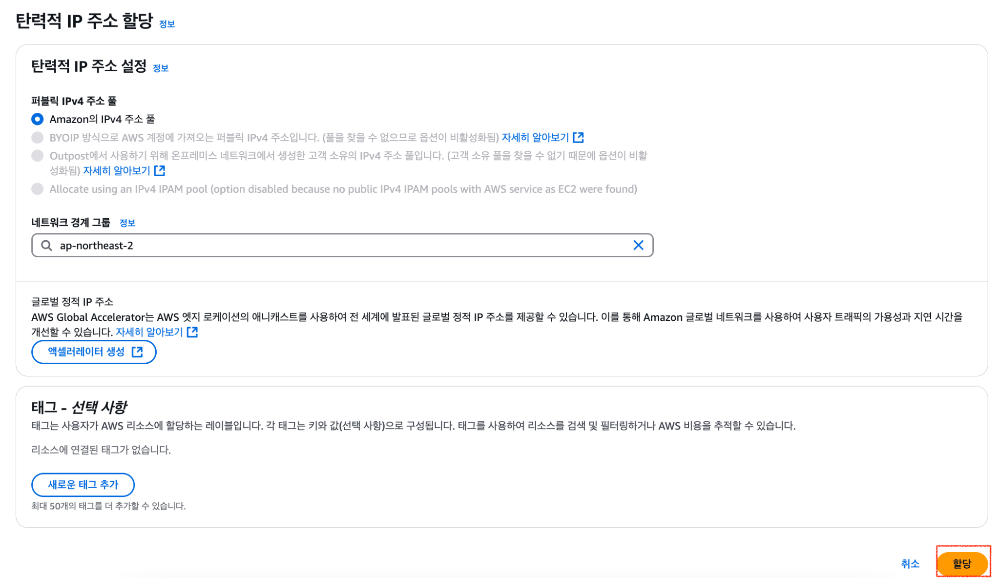 탄력적 IP 주소 할당 정보
탄력적 IP 주소 설정 정보
퍼블릭 IPv4 주소 풀
Amazon의 IPv4 주소 풀
BYOIP 방식으로 AWS 계정에 가져오는 퍼블릭 IPv4 주소입니다. (풀을 찾을 수 없으므로 옵션이 비활성화됨) 자세히 알아보기
Outpost에서 사용하기 위해 온프레미스 네트워크에서 생성한 고객 소유의 IPv4 주소 풀입니다. (고객 소유 풀을 찾을 수 없기 때문에 옵션이 비활
성화됨) 자세히 알아보기
Allocate using an IPv4 IPAM pool (option disabled because no public IPv4 IPAM pools with AWS service as EC2 were found)
네트워크 경계 그룹 정보
ap-northeast-2
글로벌 정적 IP 주소
AWS Global Accelerator는 AWS 엣지 로케이션의 애니캐스트를 사용하여 전 세계에 발표된 글로벌 정적 IP 주소를 제공할 수 있습니다. 이를 통해 Amazon 글로벌 네트워크를 사용하여 사용자 트래픽의 가용성과 지연 시간을
개선할 수 있습니다. 자세히 알아보기
액셀러레이터 생성
태그 - 선택 사항
태그는 사용자가 AWS 리소스에 할당하는 레이블입니다. 각 태그는 키와 값(선택 사항)으로 구성됩니다. 태그를 사용하여 리소스를 검색 및 필터링하거나 AWS 비용을 추적할 수 있습니다.
리소스에 연결된 태그가 없습니다.
새로운 태그 추가
최대 50개의 태그를 더 추가할 수 있습니다.
취소 할당